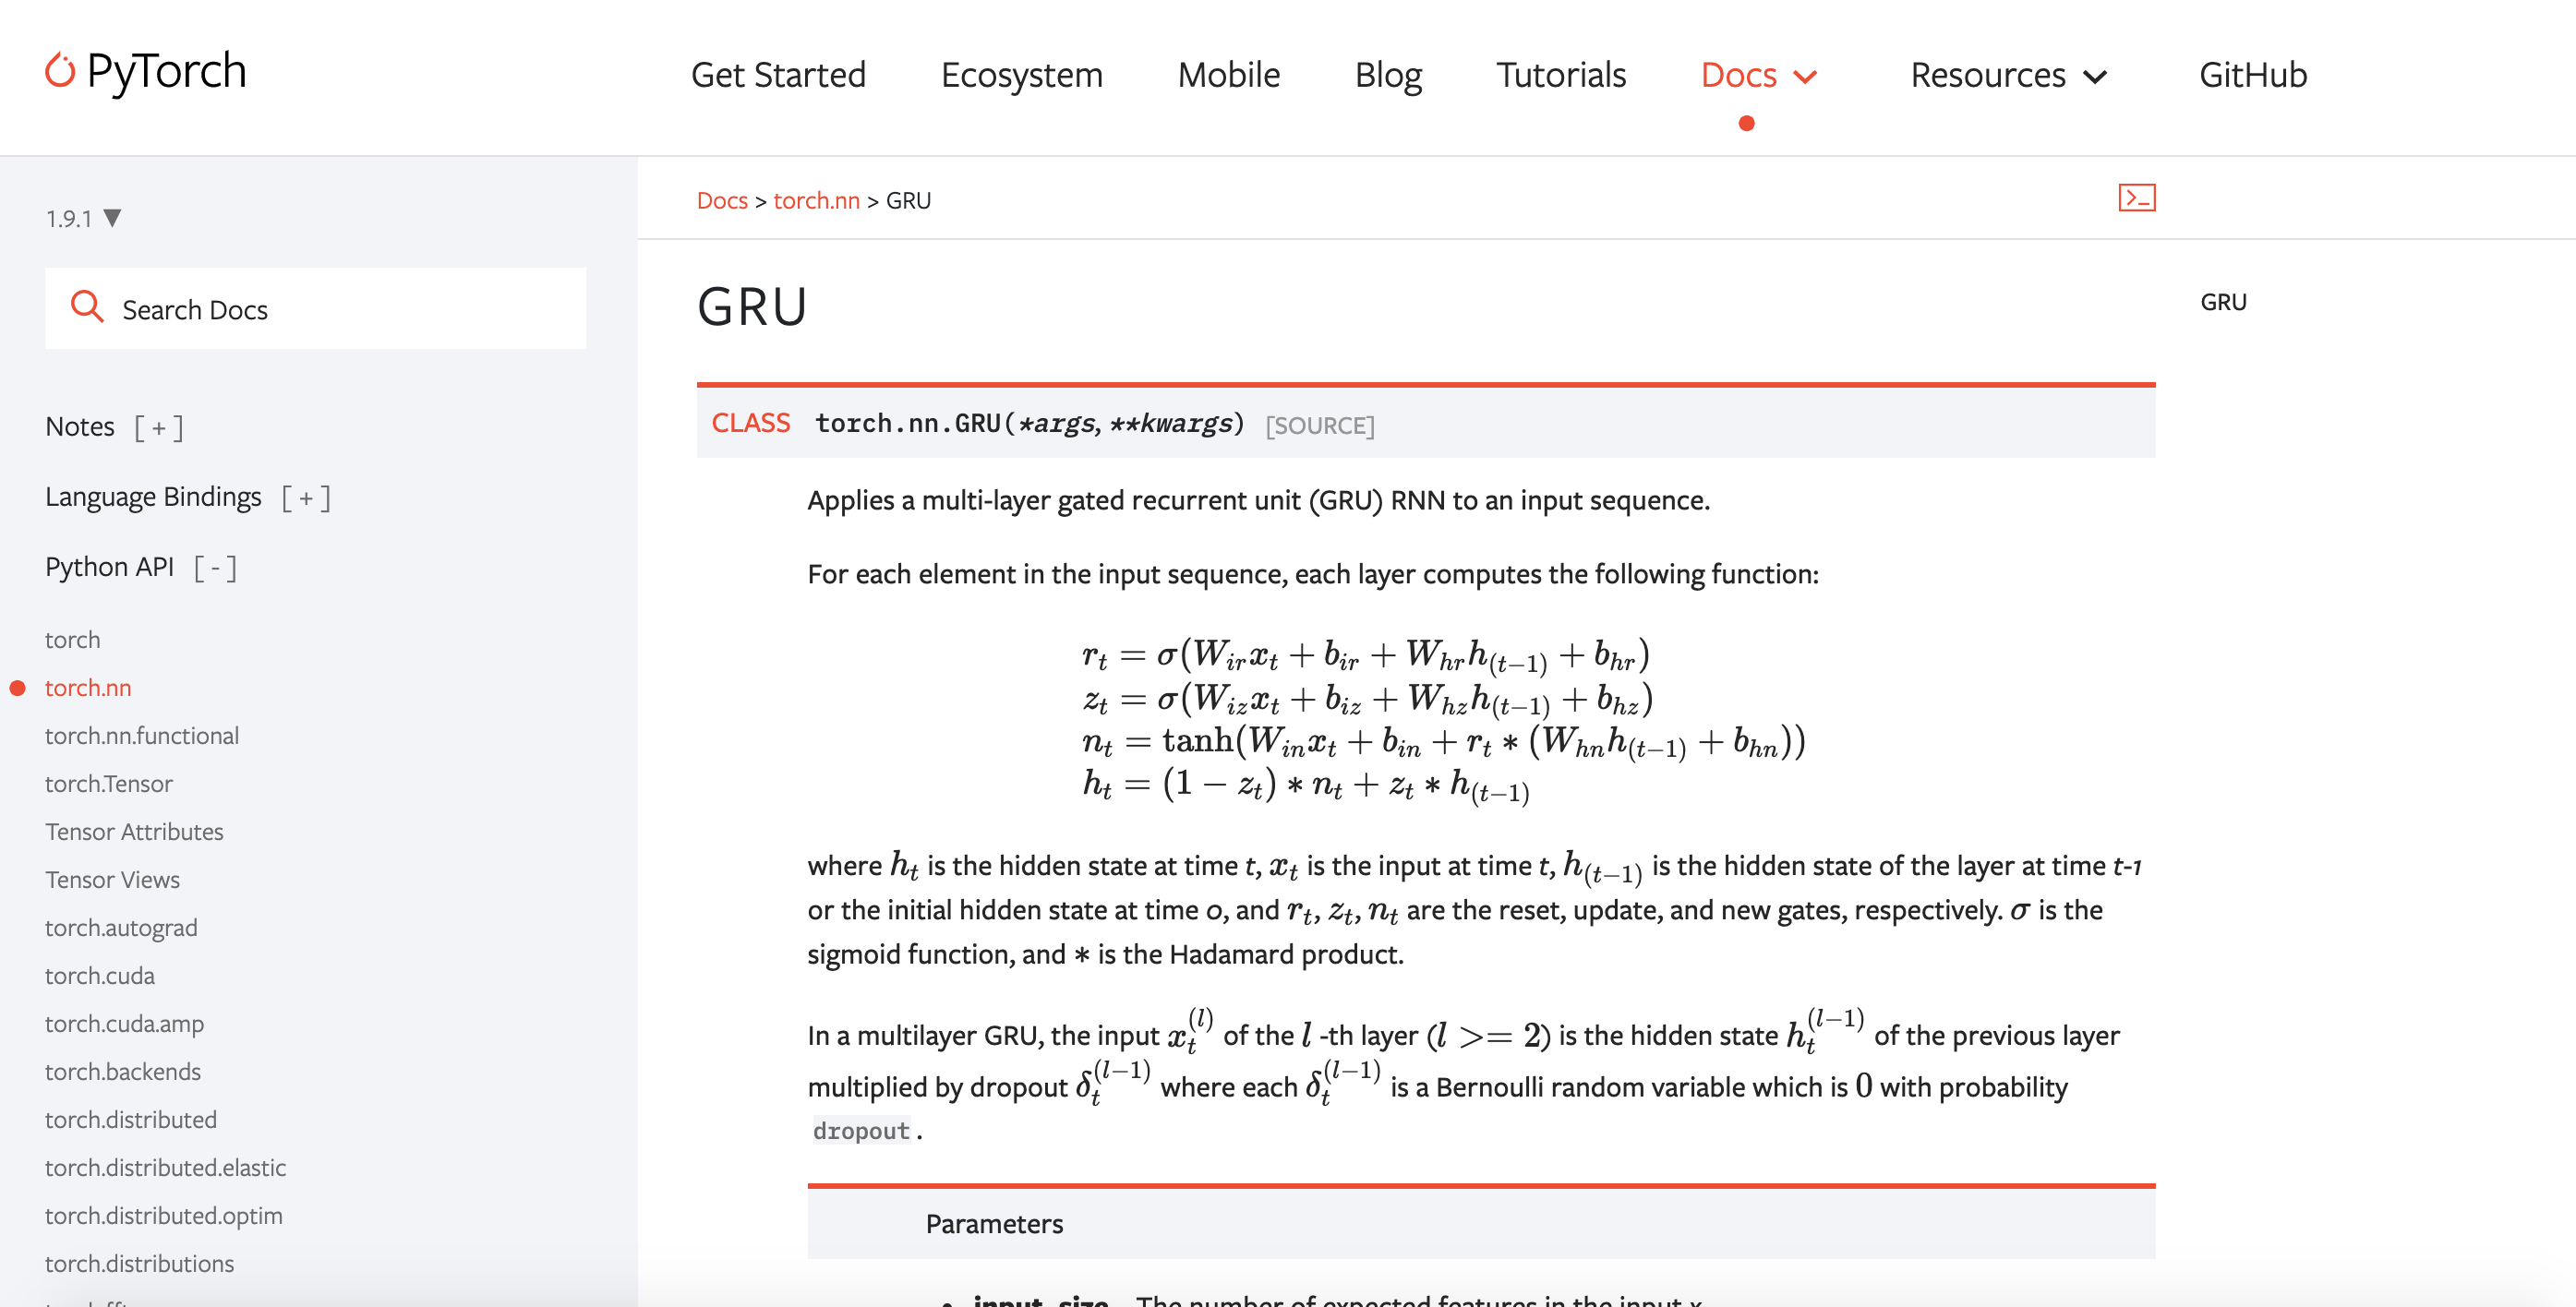 PyTorch
Get Started Ecosystem Mobile Blog Tutorials Docs Resources GitHub
1.9.1 ▼
Search Docs
Notes [ + ]
Language Bindings [ + ]
Python API [ - ]
torch
torch.nn
torch.nn.functional
torch.Tensor
Tensor Attributes
Tensor Views
torch.autograd
torch.cuda
torch.cuda.amp
torch.backends
torch.distributed
torch.distributed.elastic
torch.distributed.optim
torch.distributions
Docs > torch.nn > GRU
GRU
CLASS torch.nn.GRU(*args, **kwargs) [SOURCE]
Applies a multi-layer gated recurrent unit (GRU) RNN to an input sequence.
For each element in the input sequence, each layer computes the following function:
r_t = σ(W_{ir} x_t + b_{ir} + W_{hr} h_{(t−1)} + b_{hr})
z_t = σ(W_{iz} x_t + b_{iz} + W_{hz} h_{(t−1)} + b_{hz})
n_t = tanh(W_{in} x_t + b_{in} + r_t * (W_{hn} h_{(t−1)} + b_{hn}))
h_t = (1 − z_t) * n_t + z_t * h_{(t−1)}
where h_t is the hidden state at time t, x_t is the input at time t, h_{(t−1)} is the hidden state of the layer at time t-1
or the initial hidden state at time 0, and r_t, z_t, n_t are the reset, update, and new gates, respectively. σ is the
sigmoid function, and * is the Hadamard product.
In a multilayer GRU, the input x_t^{(l)} of the l -th layer (l >= 2) is the hidden state h_t^{(l−1)} of the previous layer
multiplied by dropout δ_t^{(l−1)} where each δ_t^{(l−1)} is a Bernoulli random variable which is 0 with probability
dropout .
Parameters
input_size – The number of expected features in the input x
GRU